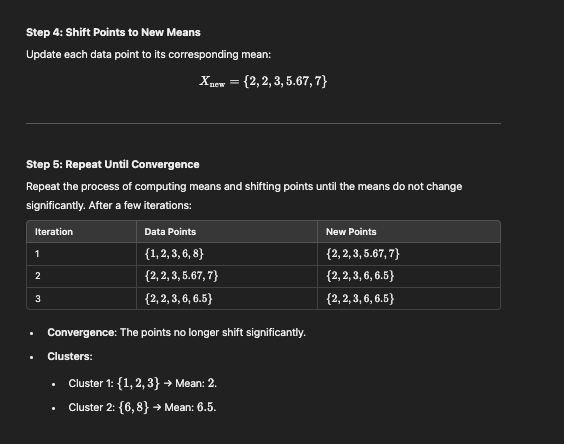 Step 4: Shift Points to New Means
Update each data point to its corresponding mean:
X_new = {2, 2, 3, 5.67, 7}
Step 5: Repeat Until Convergence
Repeat the process of computing means and shifting points until the means do not change
significantly. After a few iterations:
Iteration Data Points New Points
1 {1, 2, 3, 6, 8} {2, 2, 3, 5.67, 7}
2 {2, 2, 3, 5.67, 7} {2, 2, 3, 6, 6.5}
3 {2, 2, 3, 6, 6.5} {2, 2, 3, 6, 6.5}
• Convergence: The points no longer shift significantly.
• Clusters:
• Cluster 1: {1, 2, 3} → Mean: 2.
• Cluster 2: {6, 8} → Mean: 6.5.